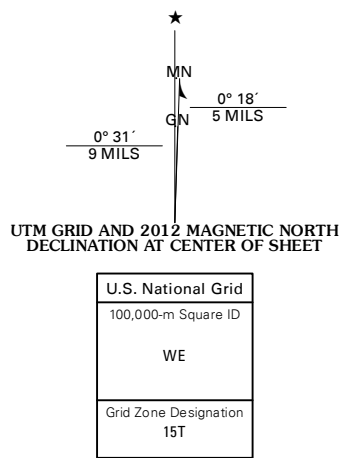 MN
0° 18´
5 MILS
GN
0° 31´
9 MILS
UTM GRID AND 2012 MAGNETIC NORTH
DECLINATION AT CENTER OF SHEET
U.S. National Grid
100,000-m Square ID
WE
Grid Zone Designation
15T